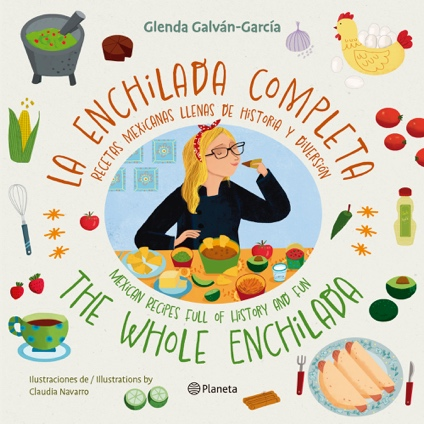 Glenda Galván-García
LA ENCHiLADA COMPLETA
RECETAS MEXICANAS LLENAS DE HISTORIA Y DIVERSIÓN
MEXICAN RECIPES FULL OF HISTORY AND FUN
THE WHOLE ENCHiLADA
Ilustraciones de / Illustrations by
Claudia Navarro
Planeta